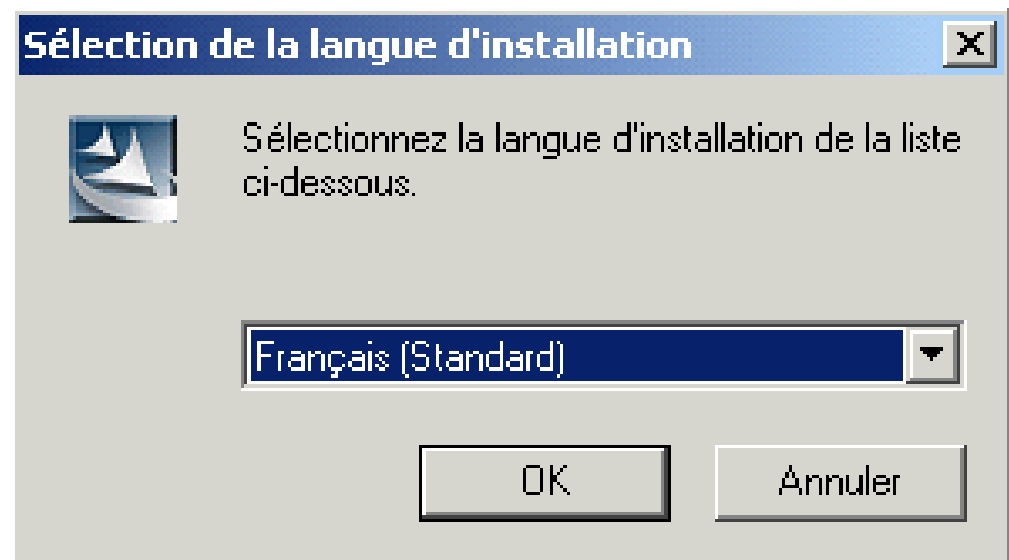 Sélection de la langue d'installation
Sélectionnez la langue d'installation de la liste
ci-dessous.
Français (Standard)
OK
Annuler